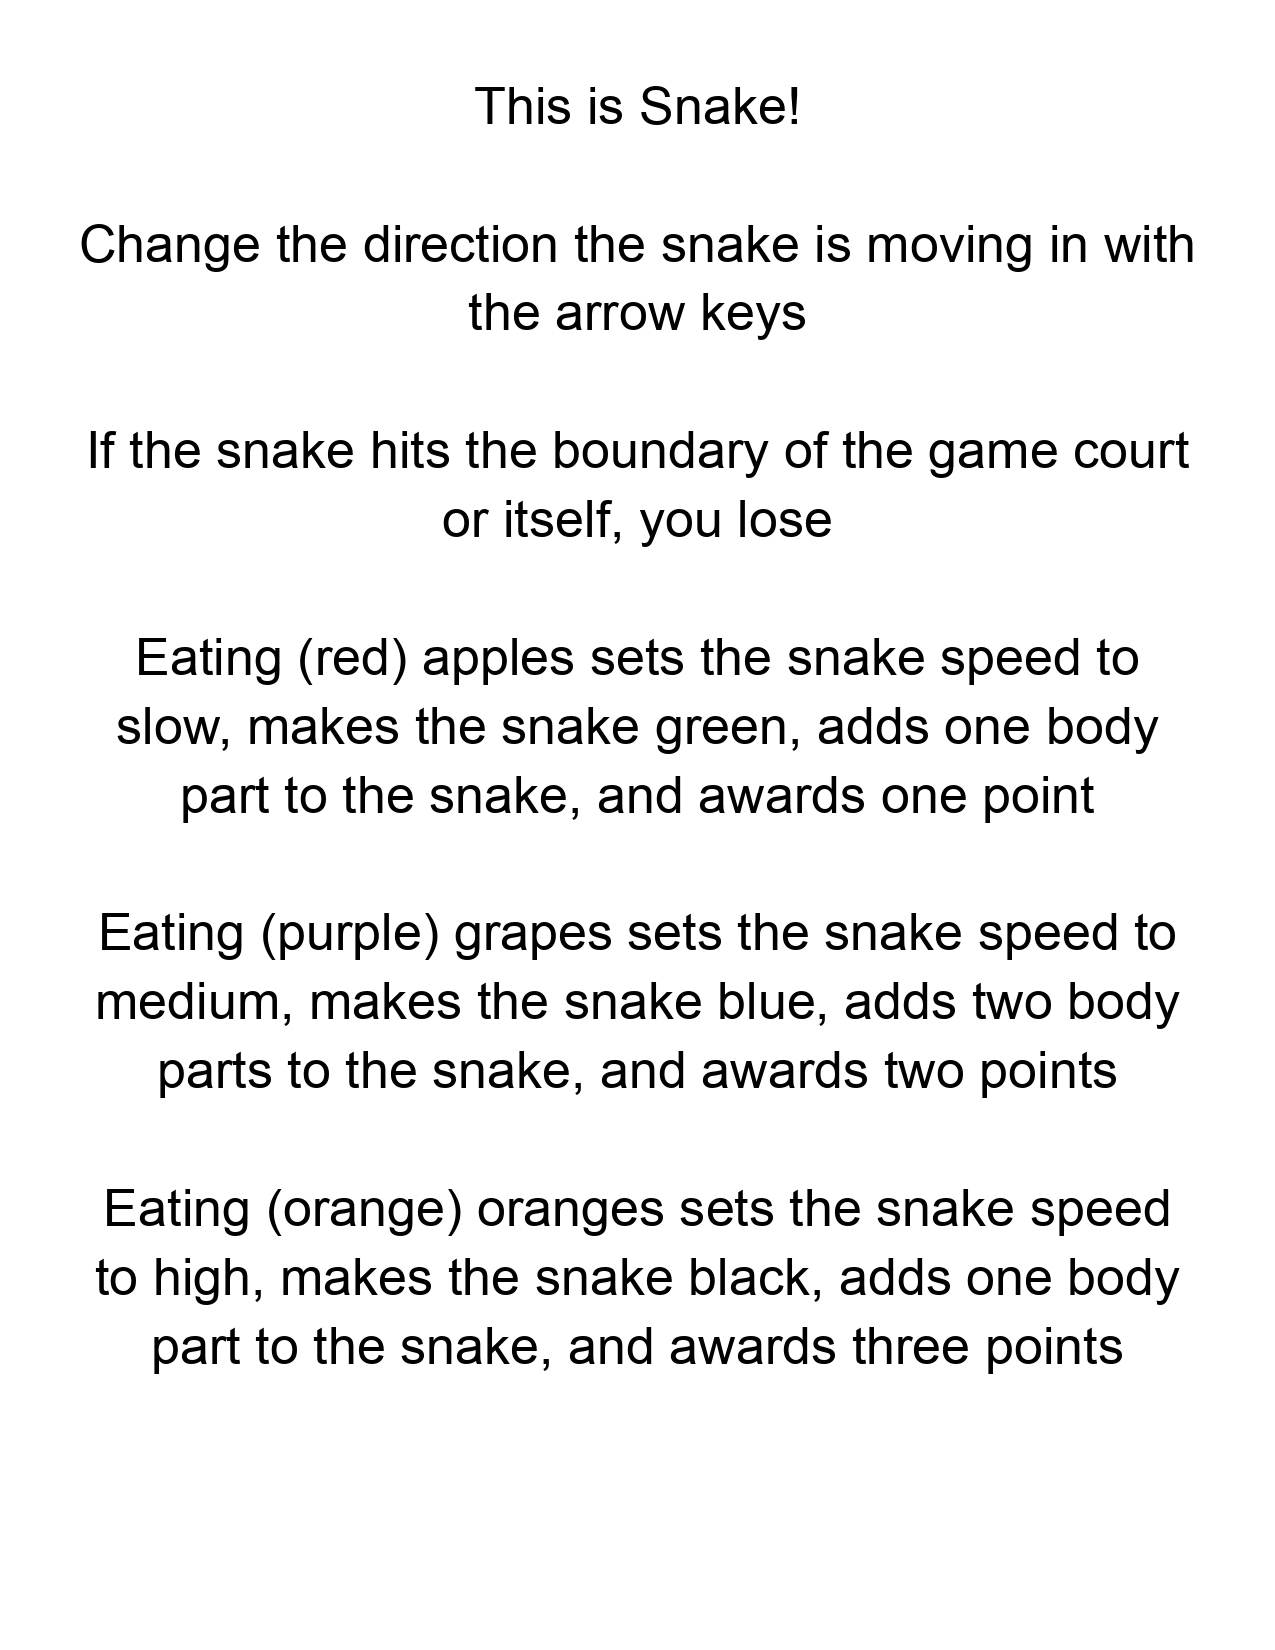 This is Snake!
Change the direction the snake is moving in with
the arrow keys
If the snake hits the boundary of the game court
or itself, you lose
Eating (red) apples sets the snake speed to
slow, makes the snake green, adds one body
part to the snake, and awards one point
Eating (purple) grapes sets the snake speed to
medium, makes the snake blue, adds two body
parts to the snake, and awards two points
Eating (orange) oranges sets the snake speed
to high, makes the snake black, adds one body
part to the snake, and awards three points